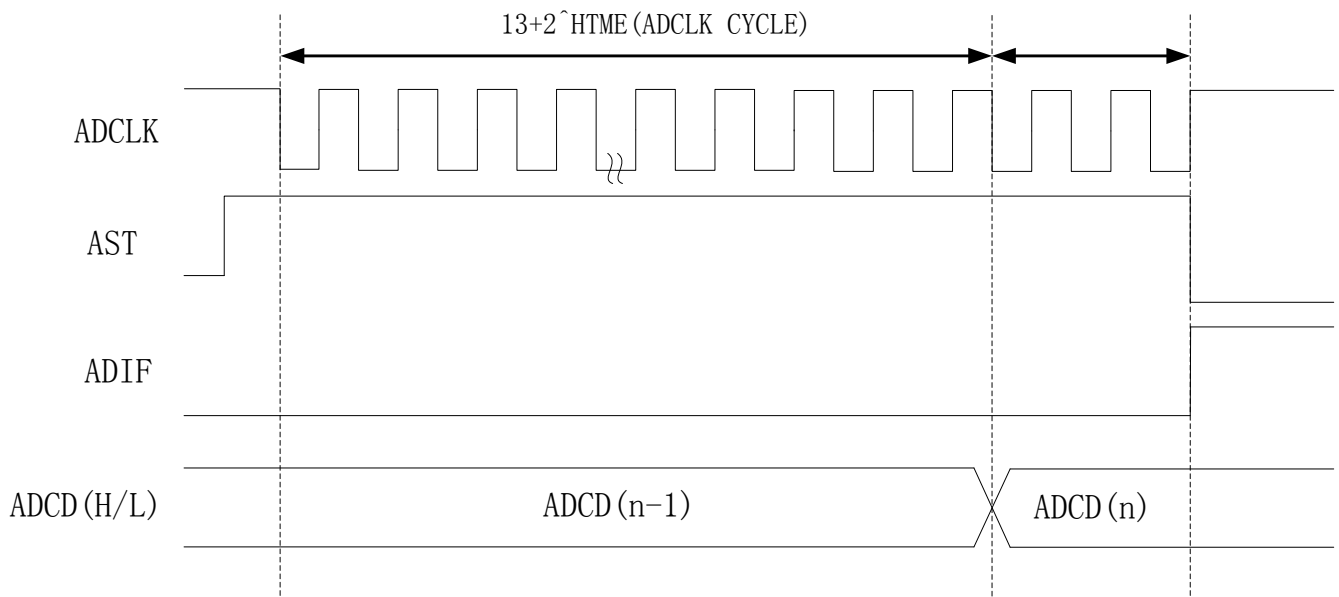 13+2^HTME(ADCLK CYCLE)
ADCLK
AST
ADIF
ADCD(H/L)
ADCD(n-1)
ADCD(n)